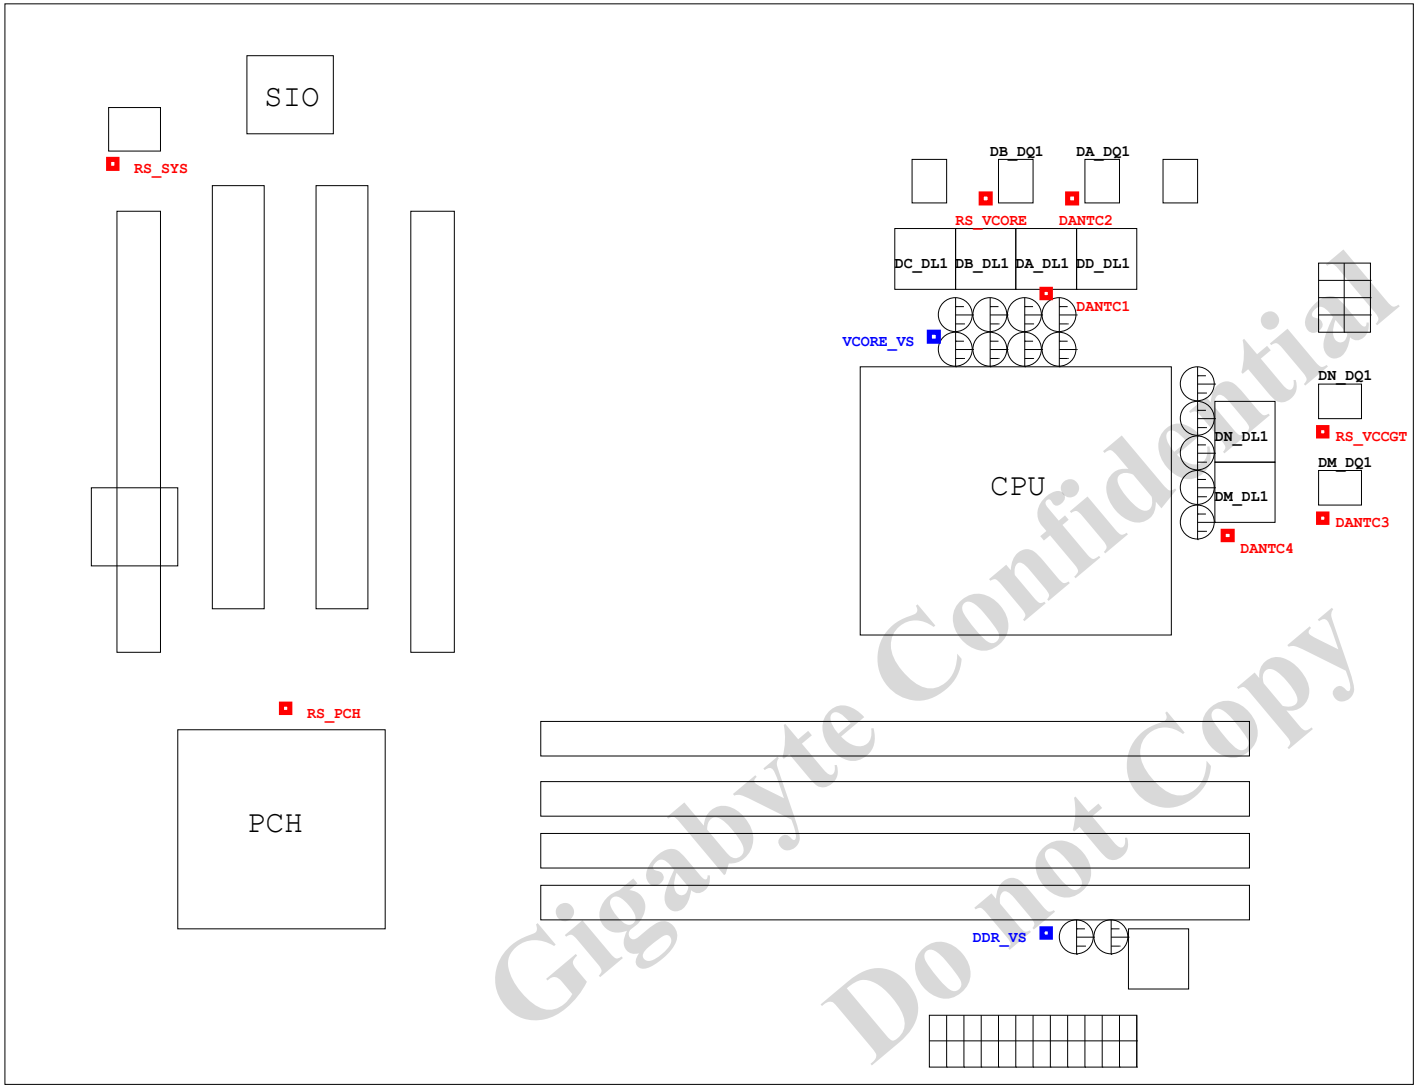 SIO
RS_SYS
DB_DQ1
DA_DQ1
RS_VCORE
DANTC2
DC_DL1
DB_DL1
DA_DL1
DD_DL1
DANTC1
VCORE_VS
DN_DQ1
RS_VCCGT
DN_DL1
DM_DQ1
CPU
DM_DL1
DANTC3
DANTC4
RS_PCH
PCH
DDR_VS
Gigabyte Confidential
Do not Copy